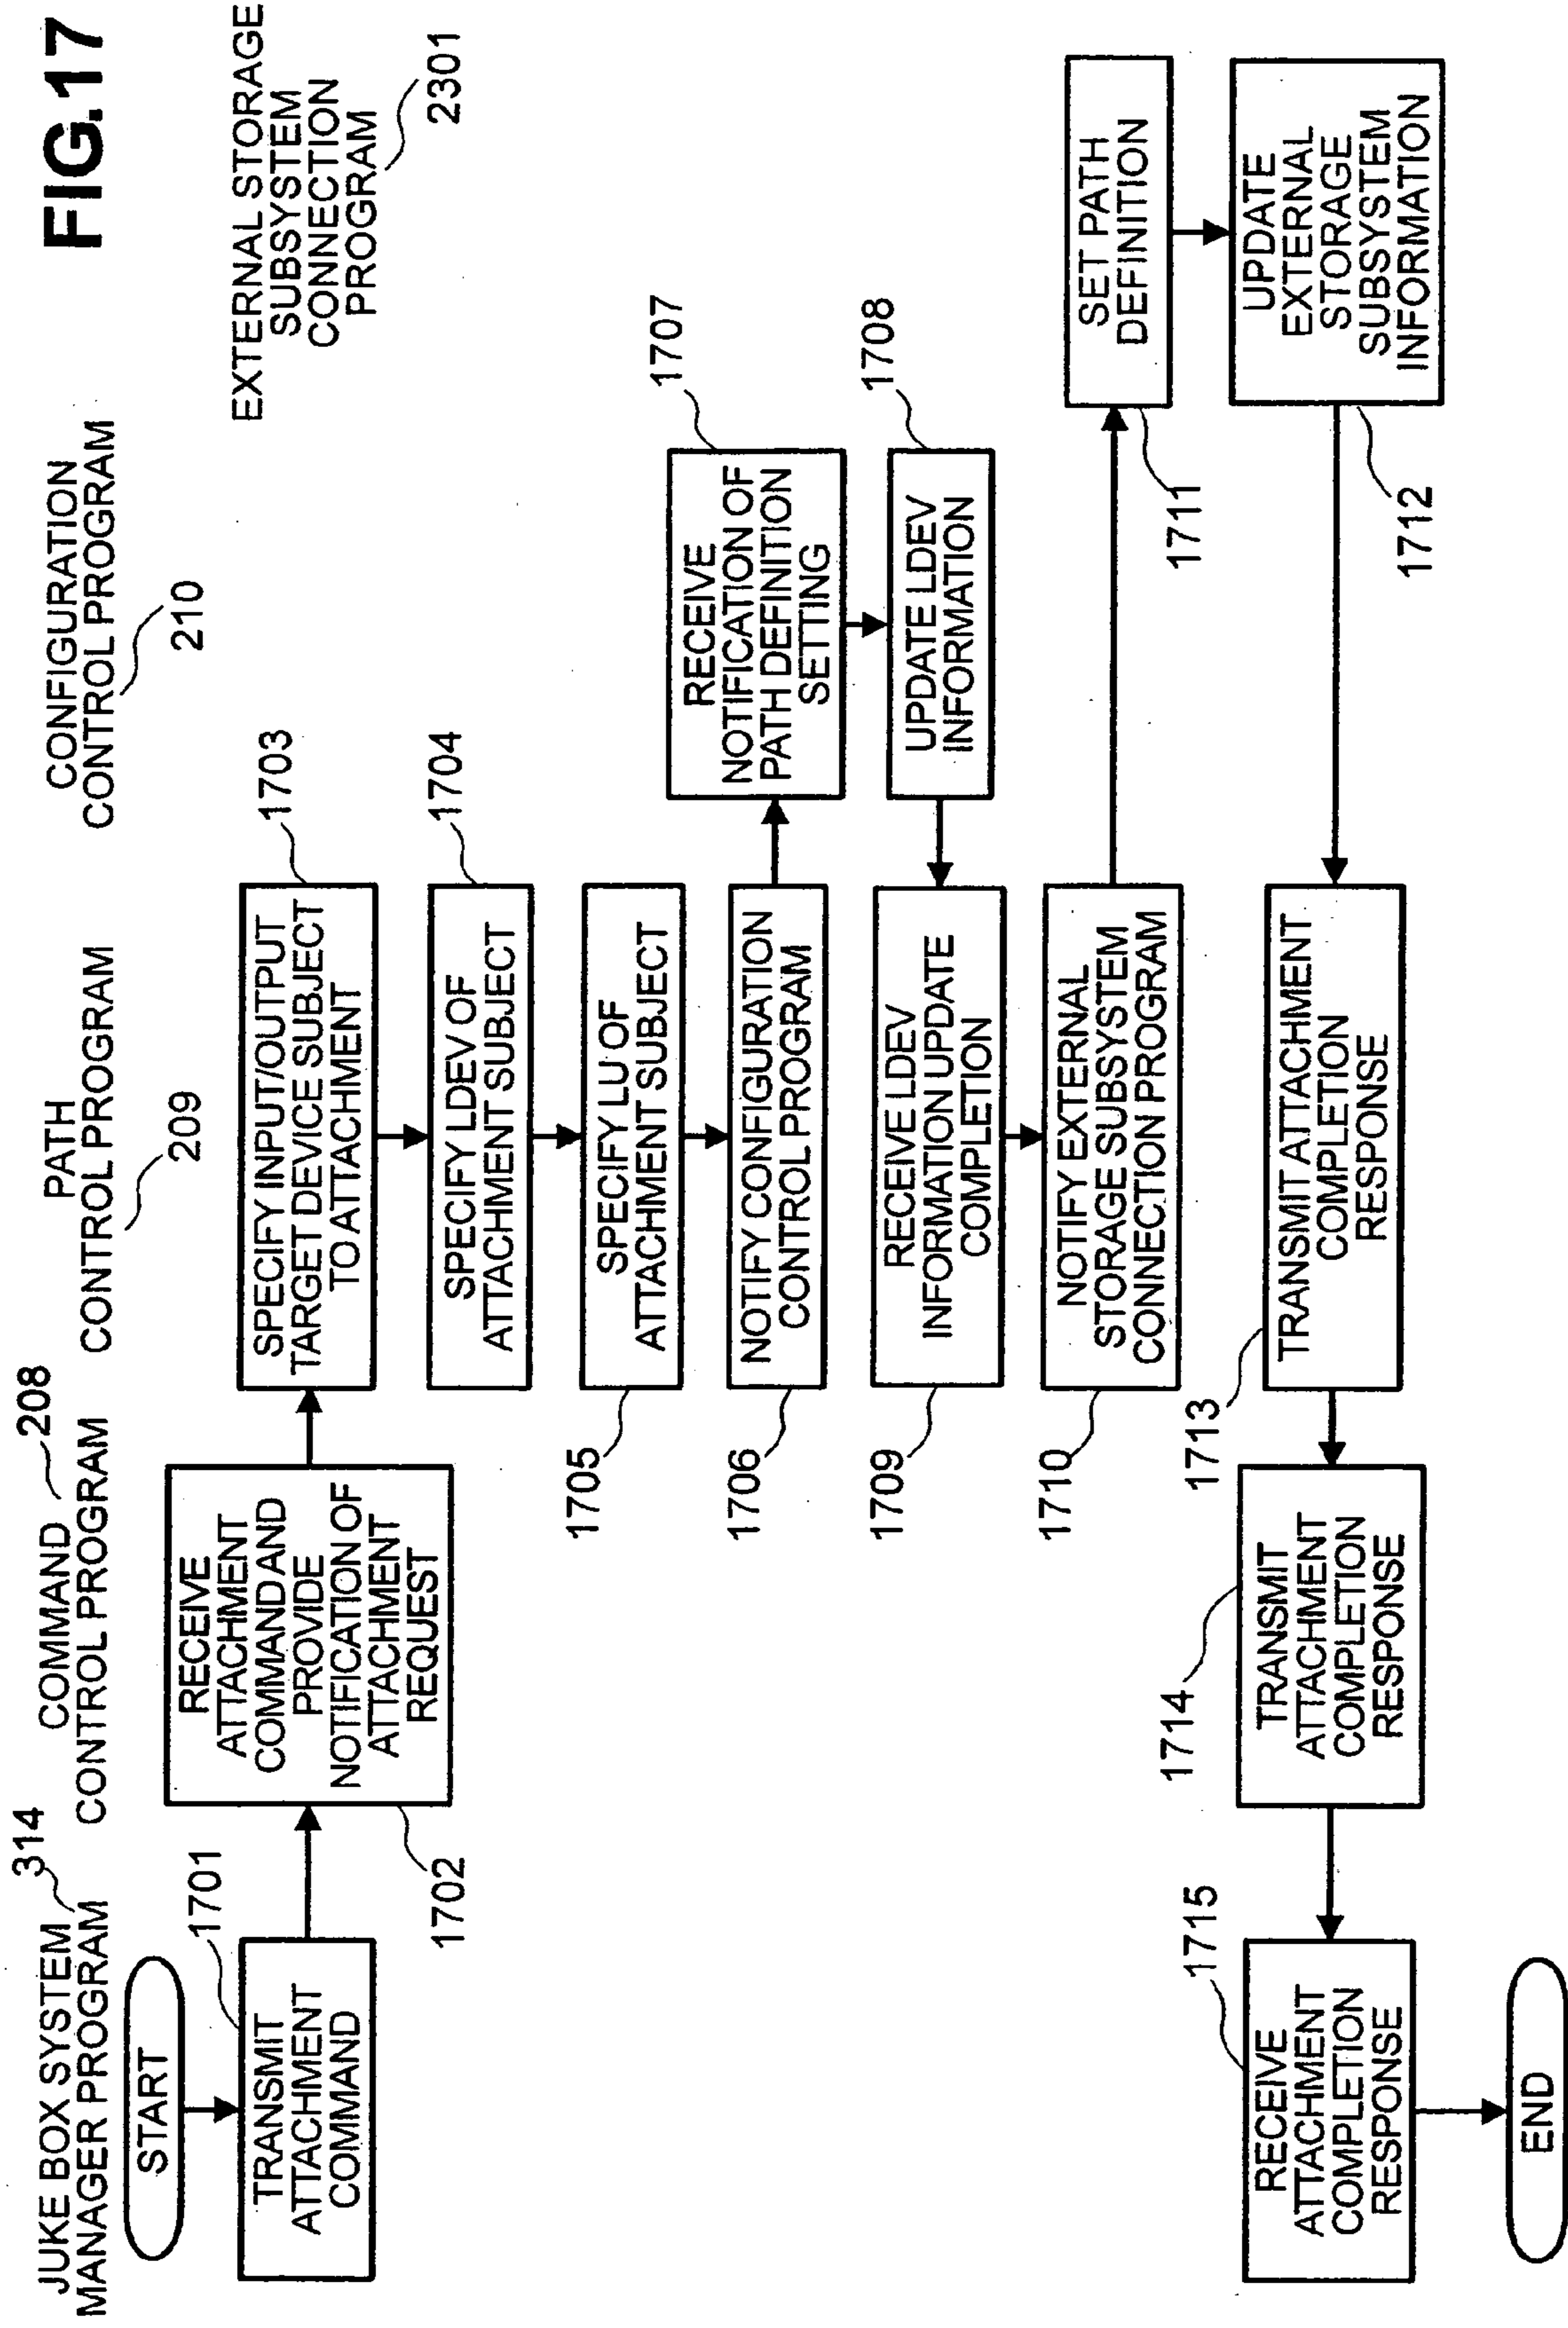 FIG.17
JUKE BOX SYSTEM
MANAGER PROGRAM
314
COMMAND
CONTROL PROGRAM
208
PATH
CONTROL PROGRAM
209
CONFIGURATION
CONTROL PROGRAM
210
EXTERNAL STORAGE
SUBSYSTEM
CONNECTION
PROGRAM
2301
START
1701
TRANSMIT
ATTACHMENT
COMMAND
1702
RECEIVE
ATTACHMENT
COMMAND AND
PROVIDE
NOTIFICATION OF
ATTACHMENT
REQUEST
1703
SPECIFY INPUT/OUTPUT
TARGET DEVICE SUBJECT
TO ATTACHMENT
1704
SPECIFY LDEV OF
ATTACHMENT SUBJECT
1705
SPECIFY LU OF
ATTACHMENT SUBJECT
1706
NOTIFY CONFIGURATION
CONTROL PROGRAM
1707
RECEIVE
NOTIFICATION OF
PATH DEFINITION
SETTING
1708
UPDATE LDEV
INFORMATION
1709
RECEIVE LDEV
INFORMATION UPDATE
COMPLETION
1710
NOTIFY EXTERNAL
STORAGE SUBSYSTEM
CONNECTION PROGRAM
1711
SET PATH
DEFINITION
1712
UPDATE
EXTERNAL
STORAGE
SUBSYSTEM
INFORMATION
1713
TRANSMIT ATTACHMENT
COMPLETION
RESPONSE
1714
TRANSMIT
ATTACHMENT
COMPLETION
RESPONSE
1715
RECEIVE
ATTACHMENT
COMPLETION
RESPONSE
END